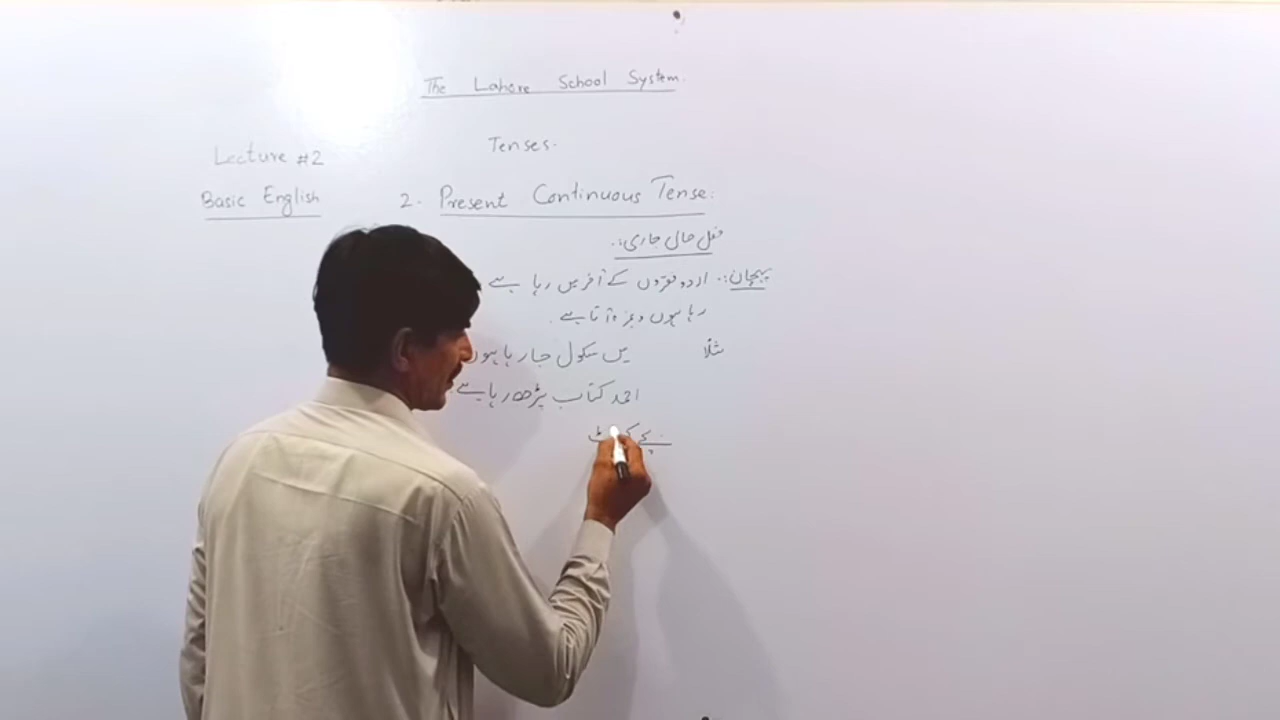 The Lahore School System.
Tenses.
Lecture #2
Basic English
2. Present Continuous Tense:
فعل حال جاری:.
پہچان:. اردو فقروں کے آخر میں رہا ہے
رہا ہوں وغیرہ آتا ہے.
مثلاً میں سکول جا رہا ہوں
احمد کتاب پڑھ رہا ہے.
بچے